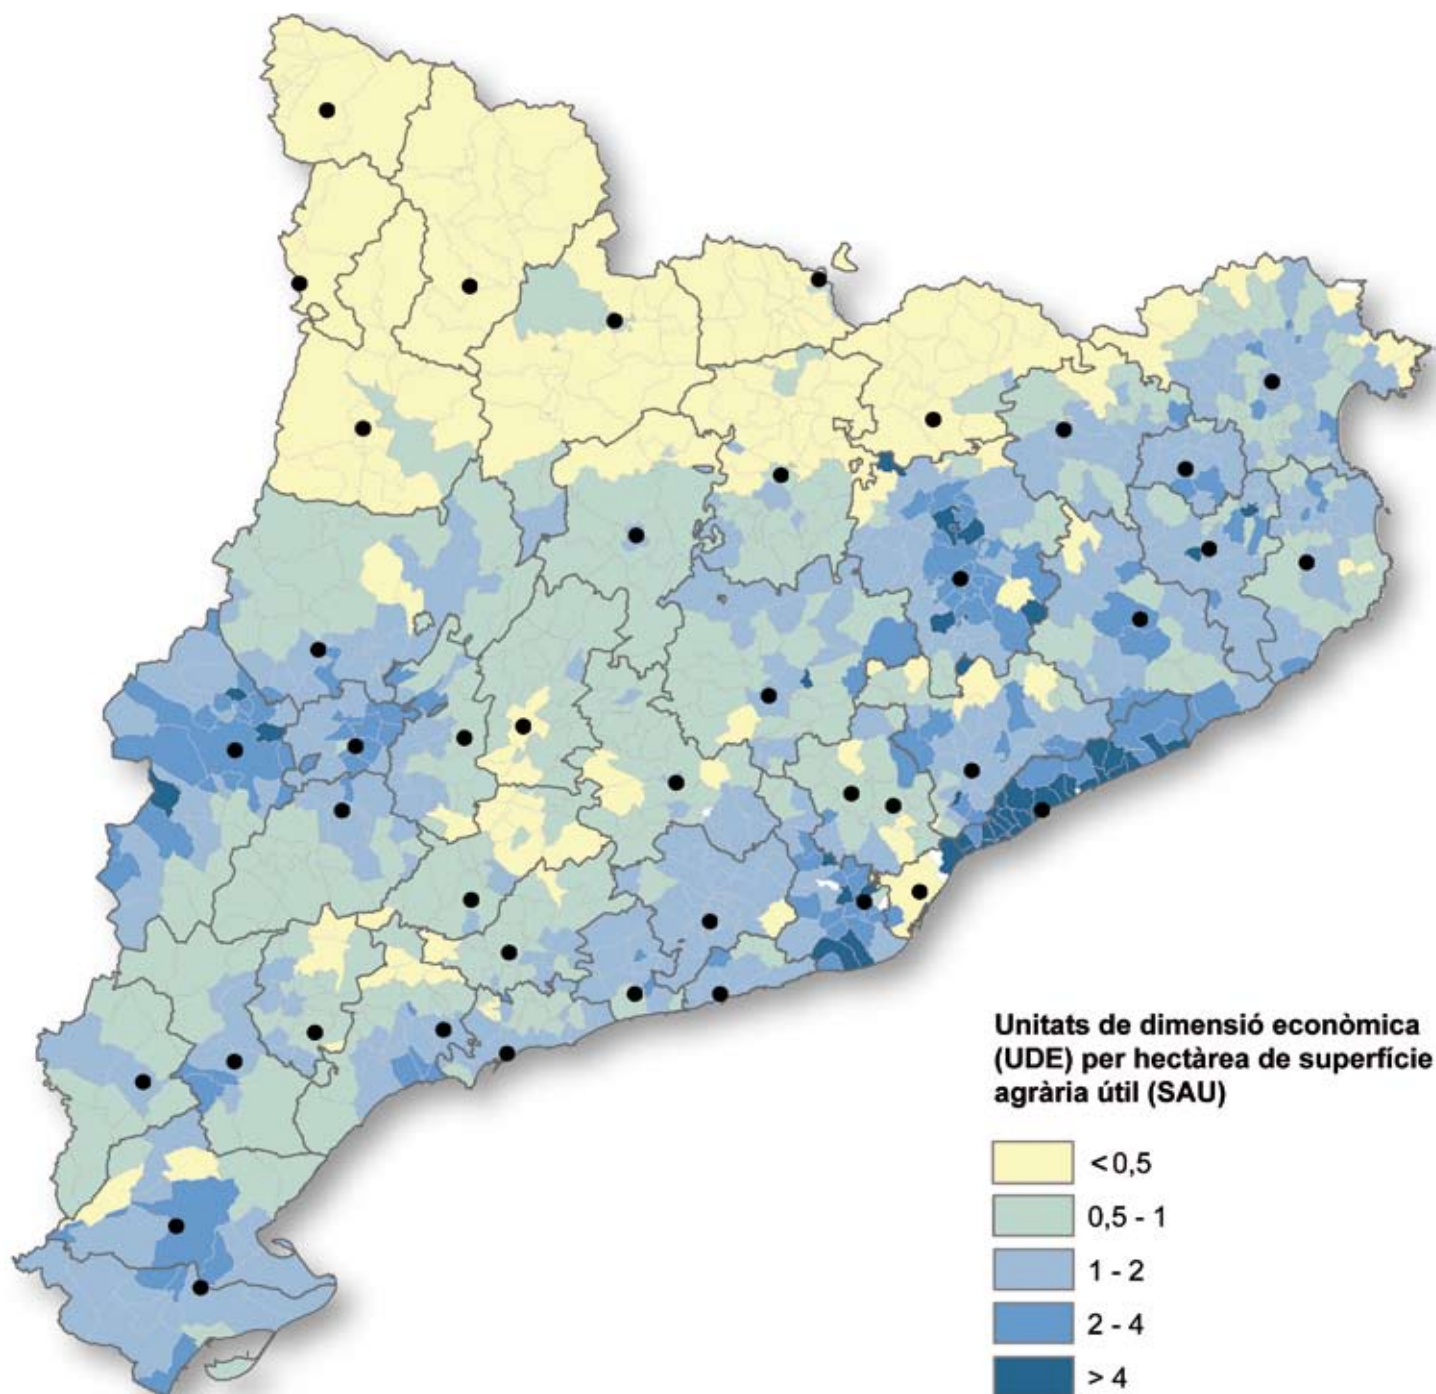 Unitats de dimensió econòmica
(UDE) per hectàrea de superfície
agrària útil (SAU)
< 0,5
0,5 - 1
1 - 2
2 - 4
> 4